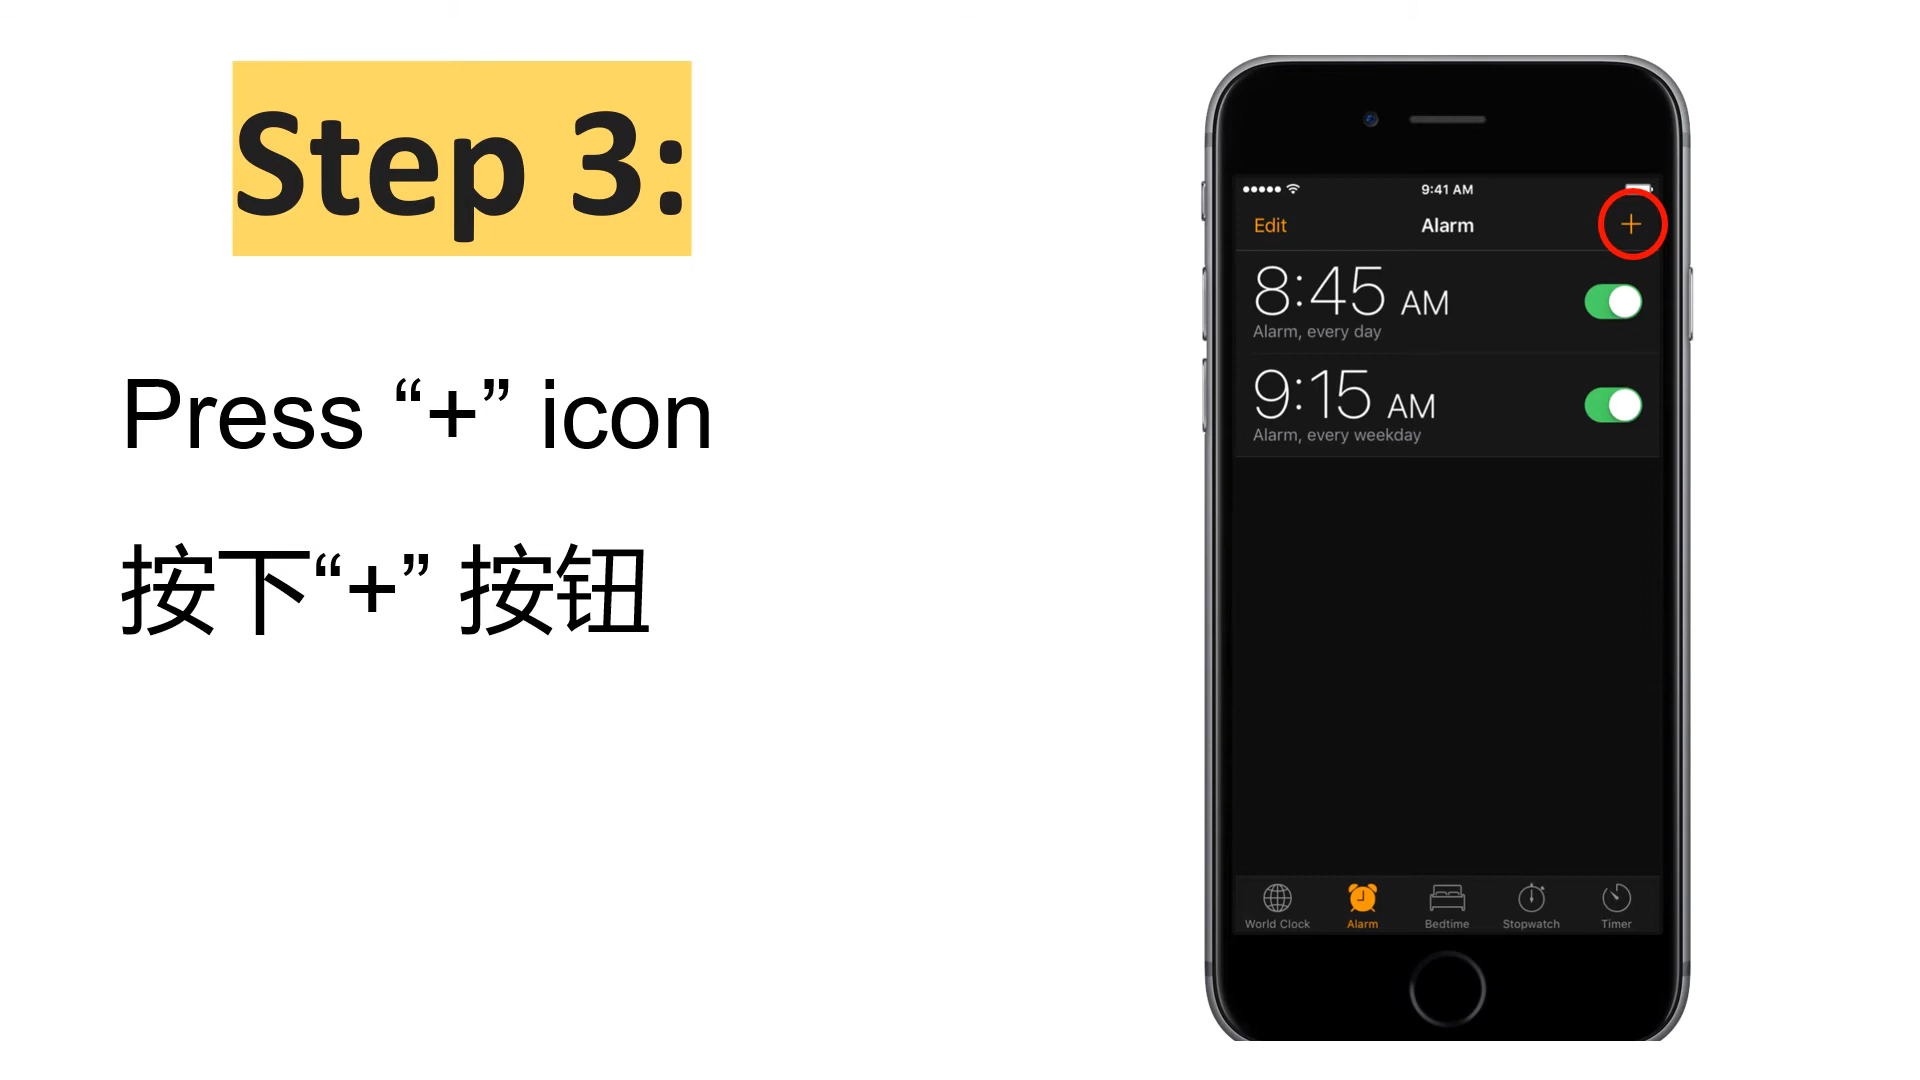 Step 3:
Press “+” icon
按下“+” 按钮
9:41 AM
Edit
Alarm
+
8:45 AM
Alarm, every day
9:15 AM
Alarm, every weekday
World Clock
Alarm
Bedtime
Stopwatch
Timer